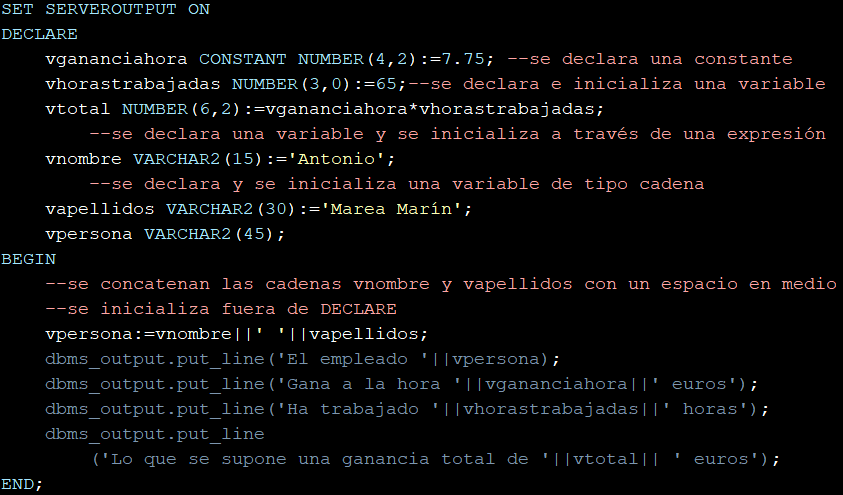 SET SERVEROUTPUT ON
DECLARE
    vgananciahora CONSTANT NUMBER(4,2):=7.75; --se declara una constante
    vhorastrabajadas NUMBER(3,0):=65;--se declara e inicializa una variable
    vtotal NUMBER(6,2):=vgananciahora*vhorastrabajadas;
        --se declara una variable y se inicializa a través de una expresión
    vnombre VARCHAR2(15):='Antonio';
        --se declara y se inicializa una variable de tipo cadena
    vapellidos VARCHAR2(30):='Marea Marín';
    vpersona VARCHAR2(45);
BEGIN
    --se concatenan las cadenas vnombre y vapellidos con un espacio en medio
    --se inicializa fuera de DECLARE
    vpersona:=vnombre||' '||vapellidos;
    dbms_output.put_line('El empleado '||vpersona);
    dbms_output.put_line('Gana a la hora '||vgananciahora||' euros');
    dbms_output.put_line('Ha trabajado '||vhorastrabajadas||' horas');
    dbms_output.put_line
        ('Lo que se supone una ganancia total de '||vtotal|| ' euros');
END;